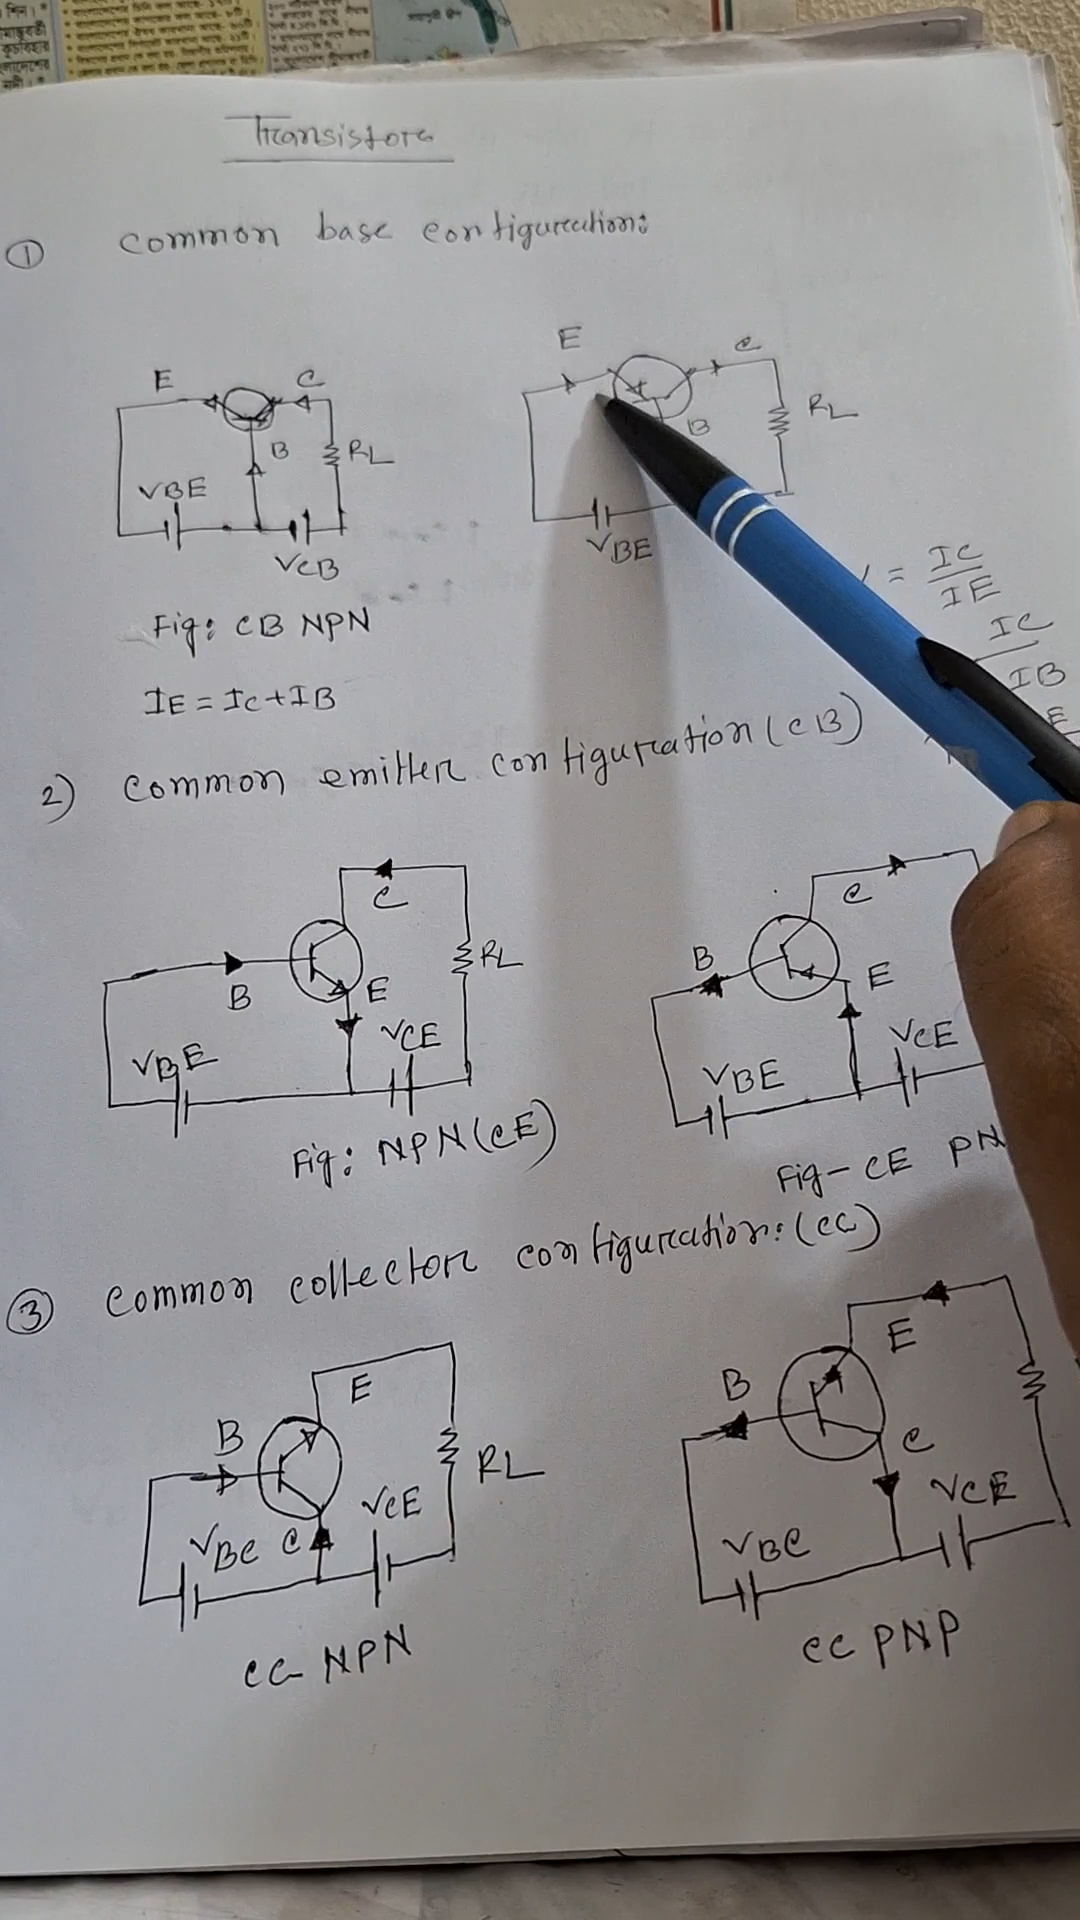 Transistors
① Common base configuration:
E C B RL
VBE
VCB
Fig: CB NPN
IE = IC + IB
E C B RL
VBE
= IC / IE
IC
IB
E
2) Common emitter configuration (CB)
B C E RL
VBE VCE
Fig: NPN (CE)
B C E
VBE VCE
Fig - CE PN
③ Common collector configuration: (CC)
B E C RL
VBC VCE
CC NPN
B E C
VBC VCE
CC PNP